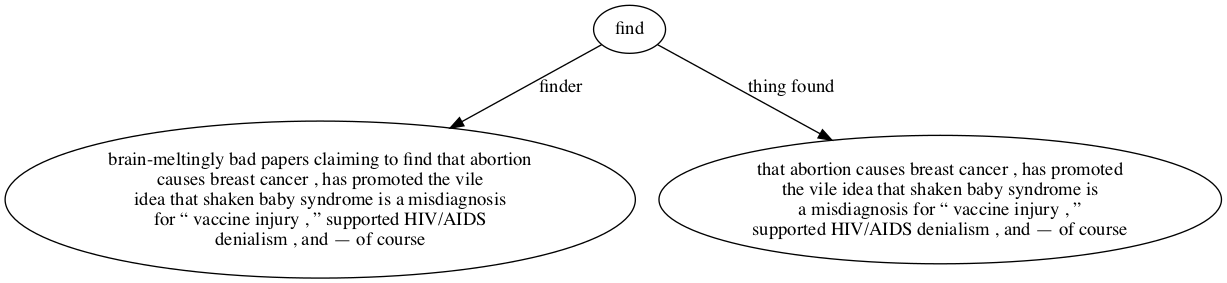 find
finder
thing found
brain-meltingly bad papers claiming to find that abortion
causes breast cancer , has promoted the vile
idea that shaken baby syndrome is a misdiagnosis
for “ vaccine injury , ” supported HIV/AIDS
denialism , and — of course
that abortion causes breast cancer , has promoted
the vile idea that shaken baby syndrome is
a misdiagnosis for “ vaccine injury , ”
supported HIV/AIDS denialism , and — of course